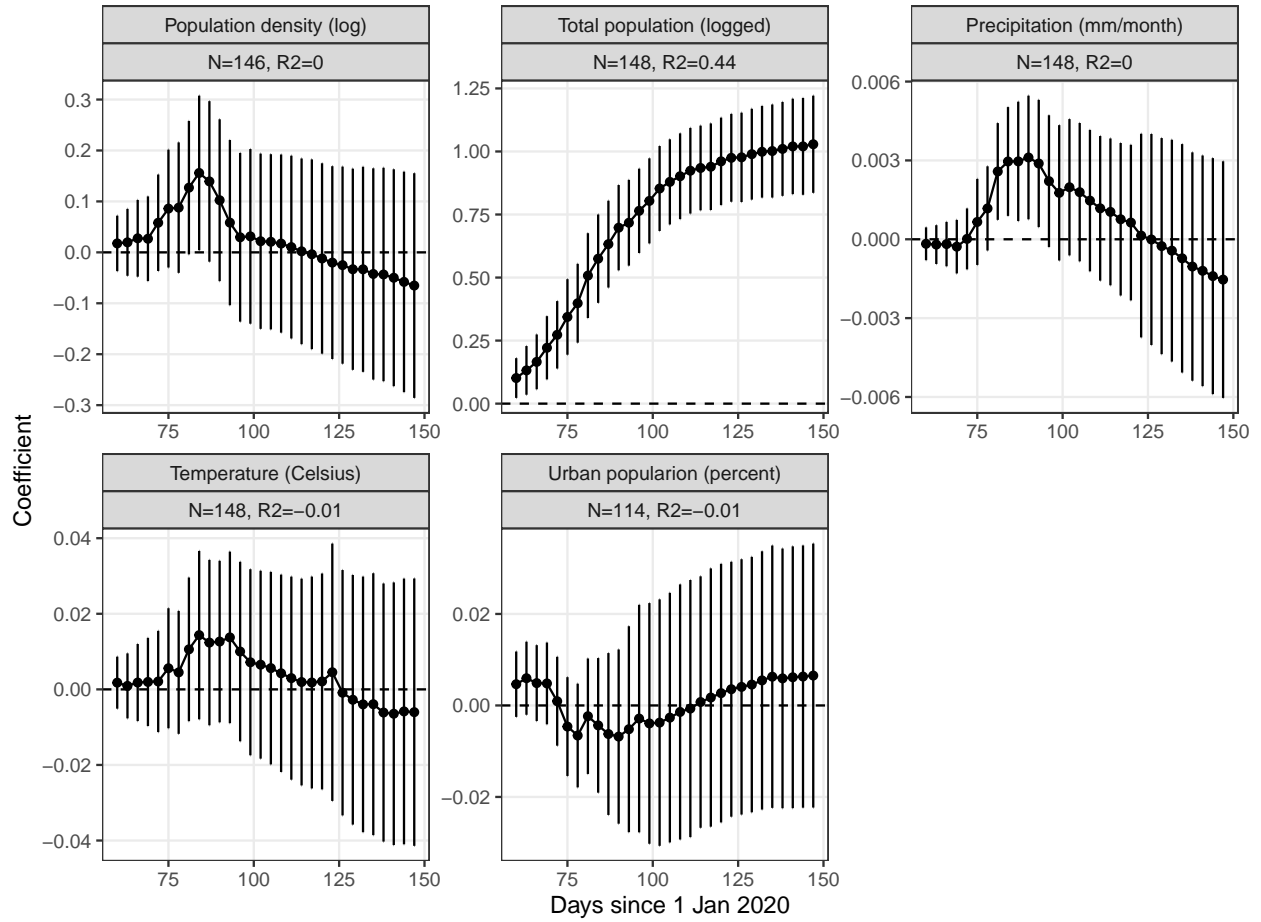 Population density (log)
N=146, R2=0
0.3
0.2
0.1
0.0
−0.1
−0.2
−0.3
75 100 125 150
Total population (logged)
N=148, R2=0.44
1.25
1.00
0.75
0.50
0.25
0.00
75 100 125 150
Precipitation (mm/month)
N=148, R2=0
0.006
0.003
0.000
−0.003
−0.006
75 100 125 150
Coefficient
Temperature (Celsius)
N=148, R2=−0.01
0.04
0.02
0.00
−0.02
−0.04
75 100 125 150
Urban popularion (percent)
N=114, R2=−0.01
0.02
0.00
−0.02
75 100 125 150
Days since 1 Jan 2020